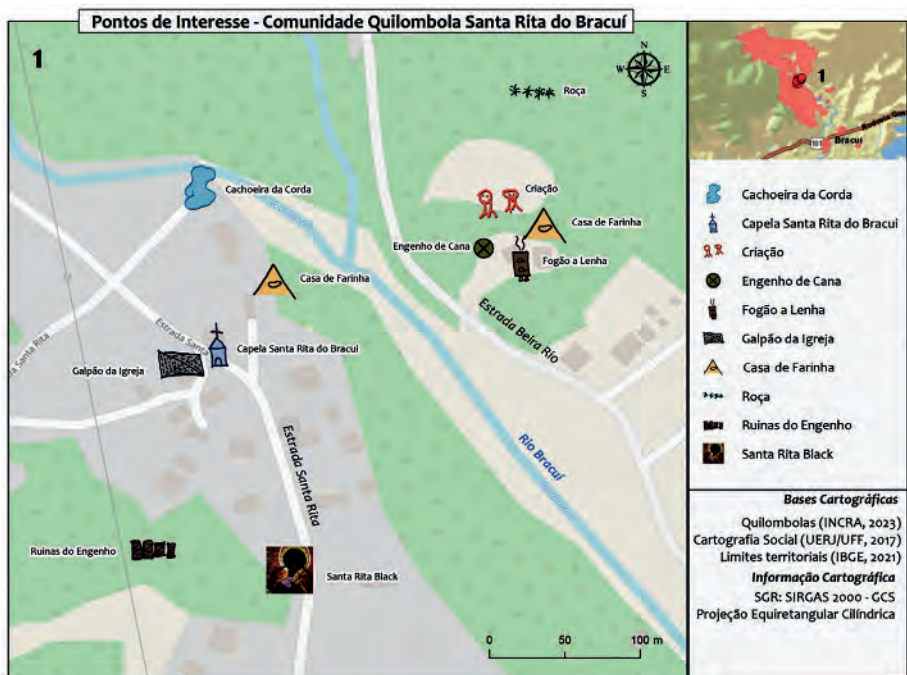 Pontos de Interesse - Comunidade Quilombola Santa Rita do Bracuí
1
N
W E
S
Roça
Cachoeira da Corda
Criação
Casa de Farinha
Engenho de Cana
Fogão a Lenha
Casa de Farinha
Estrada Beira Rio
Estrada Santa
da Santa Rita
Capela Santa Rita do Bracui
Galpão da Igreja
Estrada Santa Rita
Rio Bracuí
Ruinas do Engenho
Santa Rita Black
0 50 100 m
1
Rodovia Gov
101
Bracuí
Cachoeira da Corda
Capela Santa Rita do Bracui
Criação
Engenho de Cana
Fogão a Lenha
Galpão da Igreja
Casa de Farinha
Roça
Ruinas do Engenho
Santa Rita Black
Bases Cartográficas
Quilombolas (INCRA, 2023)
Cartografia Social (UERJ/UFF, 2017)
Limites territoriais (IBGE, 2021)
Informação Cartográfica
SGR: SIRGAS 2000 - GCS
Projeção Equiretangular Cilíndrica